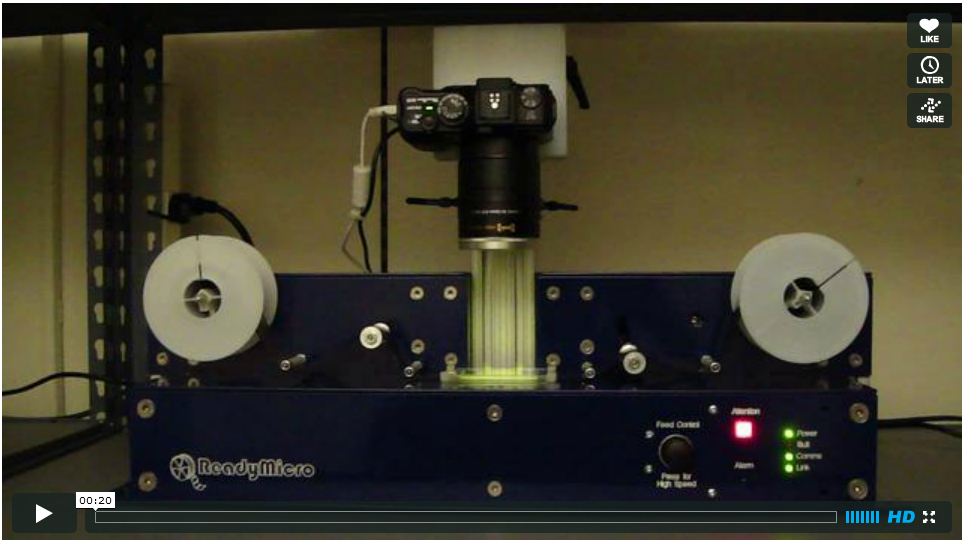 LIKE
LATER
SHARE
Attention
Feed Control
Power
Comms
Link
Alarm
Press for
High Speed
ReadyMicro
00:20
HD